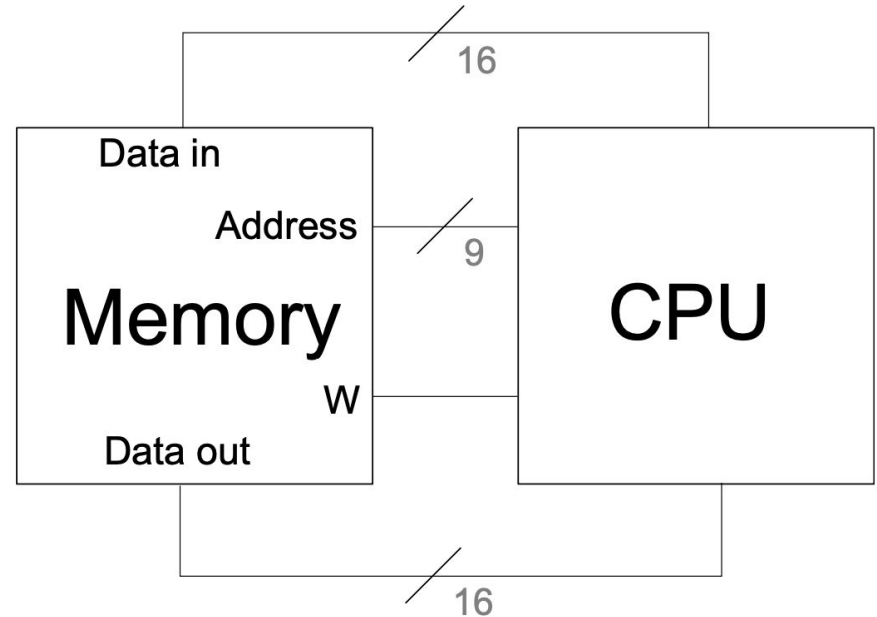 16
Data in
Address
9
Memory
CPU
W
Data out
16